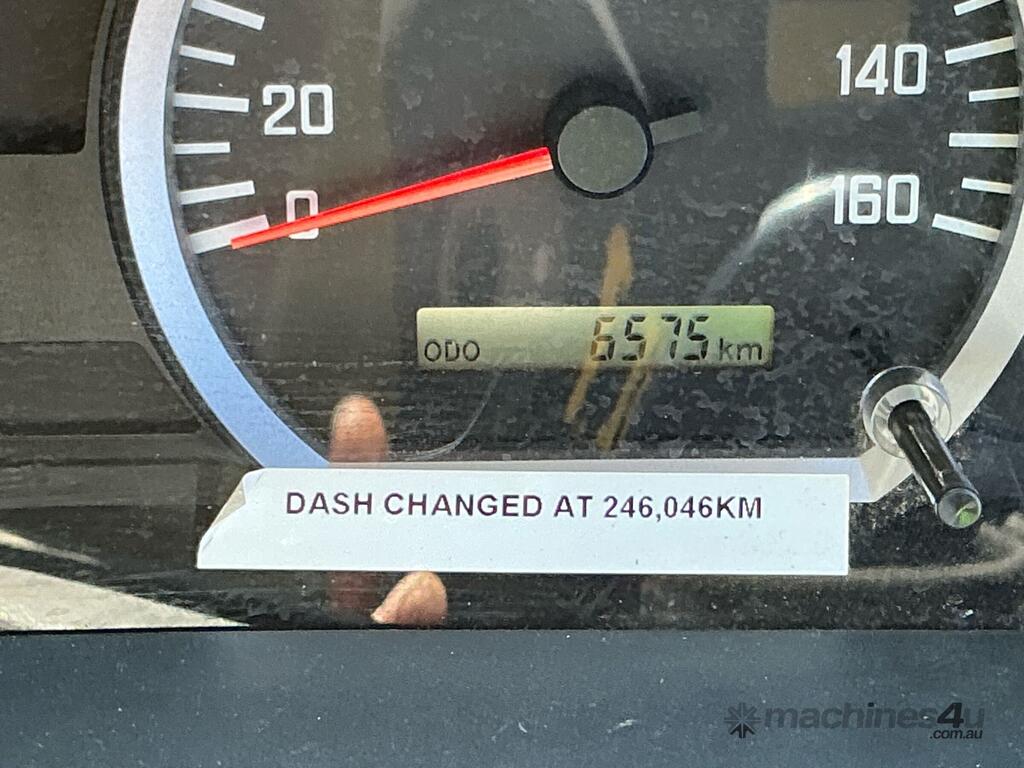 20
0
140
160
ODO 6575 km
DASH CHANGED AT 246,046KM
machines4u
.com.au